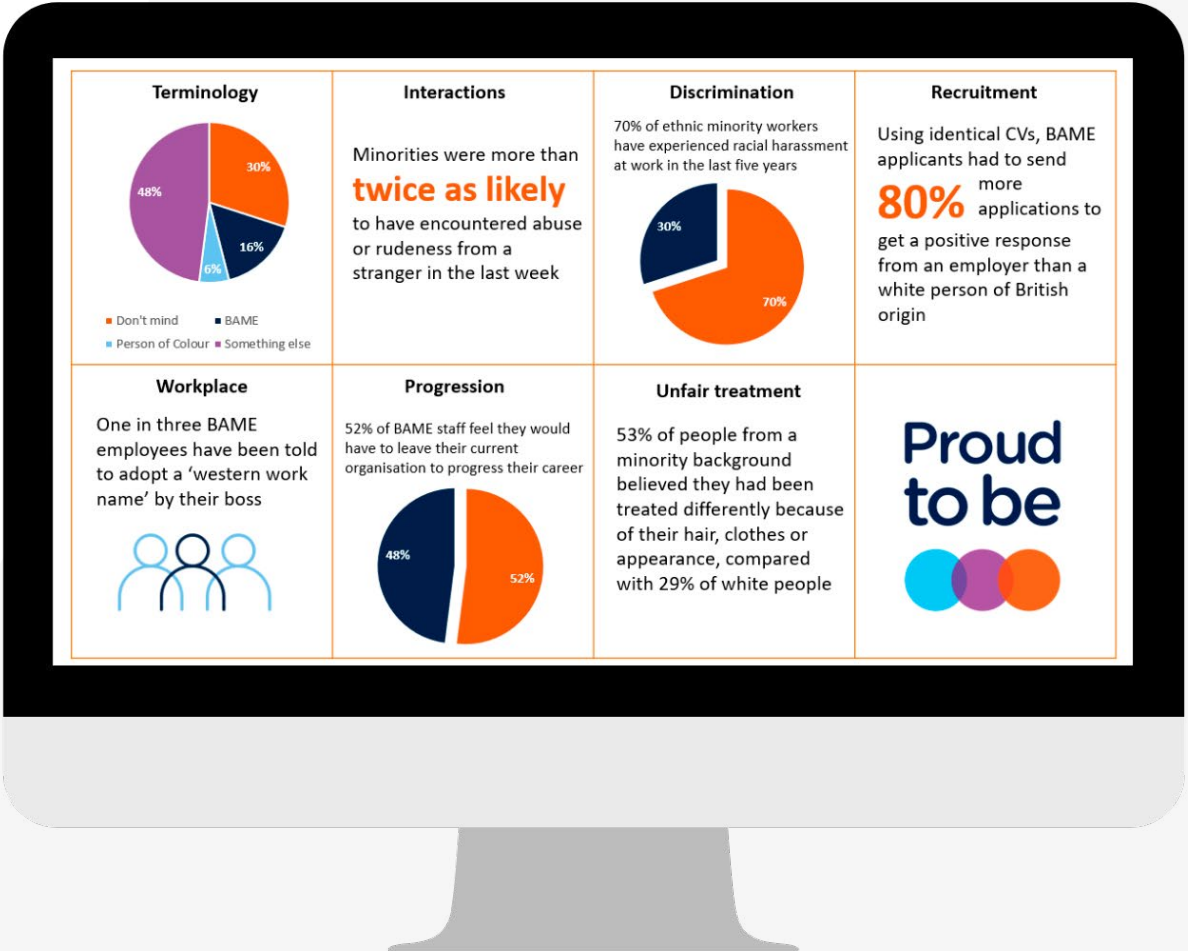 Terminology
30%
48%
16%
6%
Don't mind
BAME
Person of Colour
Something else
Interactions
Minorities were more than
twice as likely
to have encountered abuse
or rudeness from a
stranger in the last week
Discrimination
70% of ethnic minority workers
have experienced racial harassment
at work in the last five years
30%
70%
Recruitment
Using identical CVs, BAME
applicants had to send
80% more
applications to
get a positive response
from an employer than a
white person of British
origin
Workplace
One in three BAME
employees have been told
to adopt a ‘western work
name’ by their boss
Progression
52% of BAME staff feel they would
have to leave their current
organisation to progress their career
48%
52%
Unfair treatment
53% of people from a
minority background
believed they had been
treated differently because
of their hair, clothes or
appearance, compared
with 29% of white people
Proud
to be